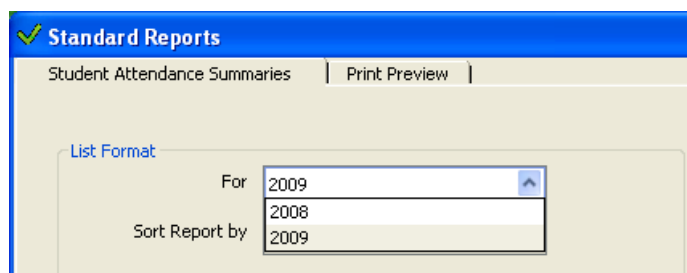 Standard Reports
Student Attendance Summaries Print Preview
List Format
For 2009
2008
Sort Report by 2009